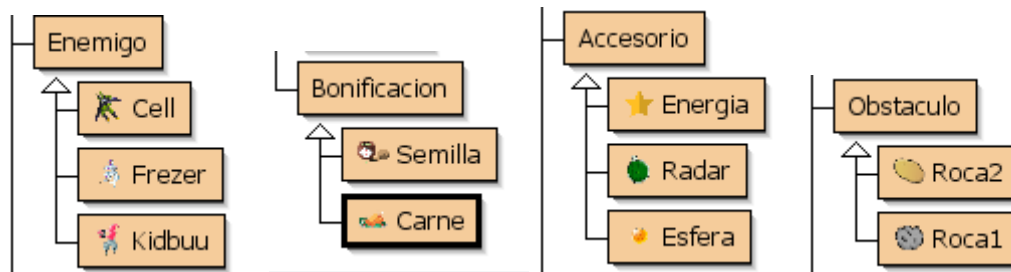 Enemigo
Cell
Frezer
Kidbuu
Bonificacion
Semilla
Carne
Accesorio
Energia
Radar
Esfera
Obstaculo
Roca2
Roca1